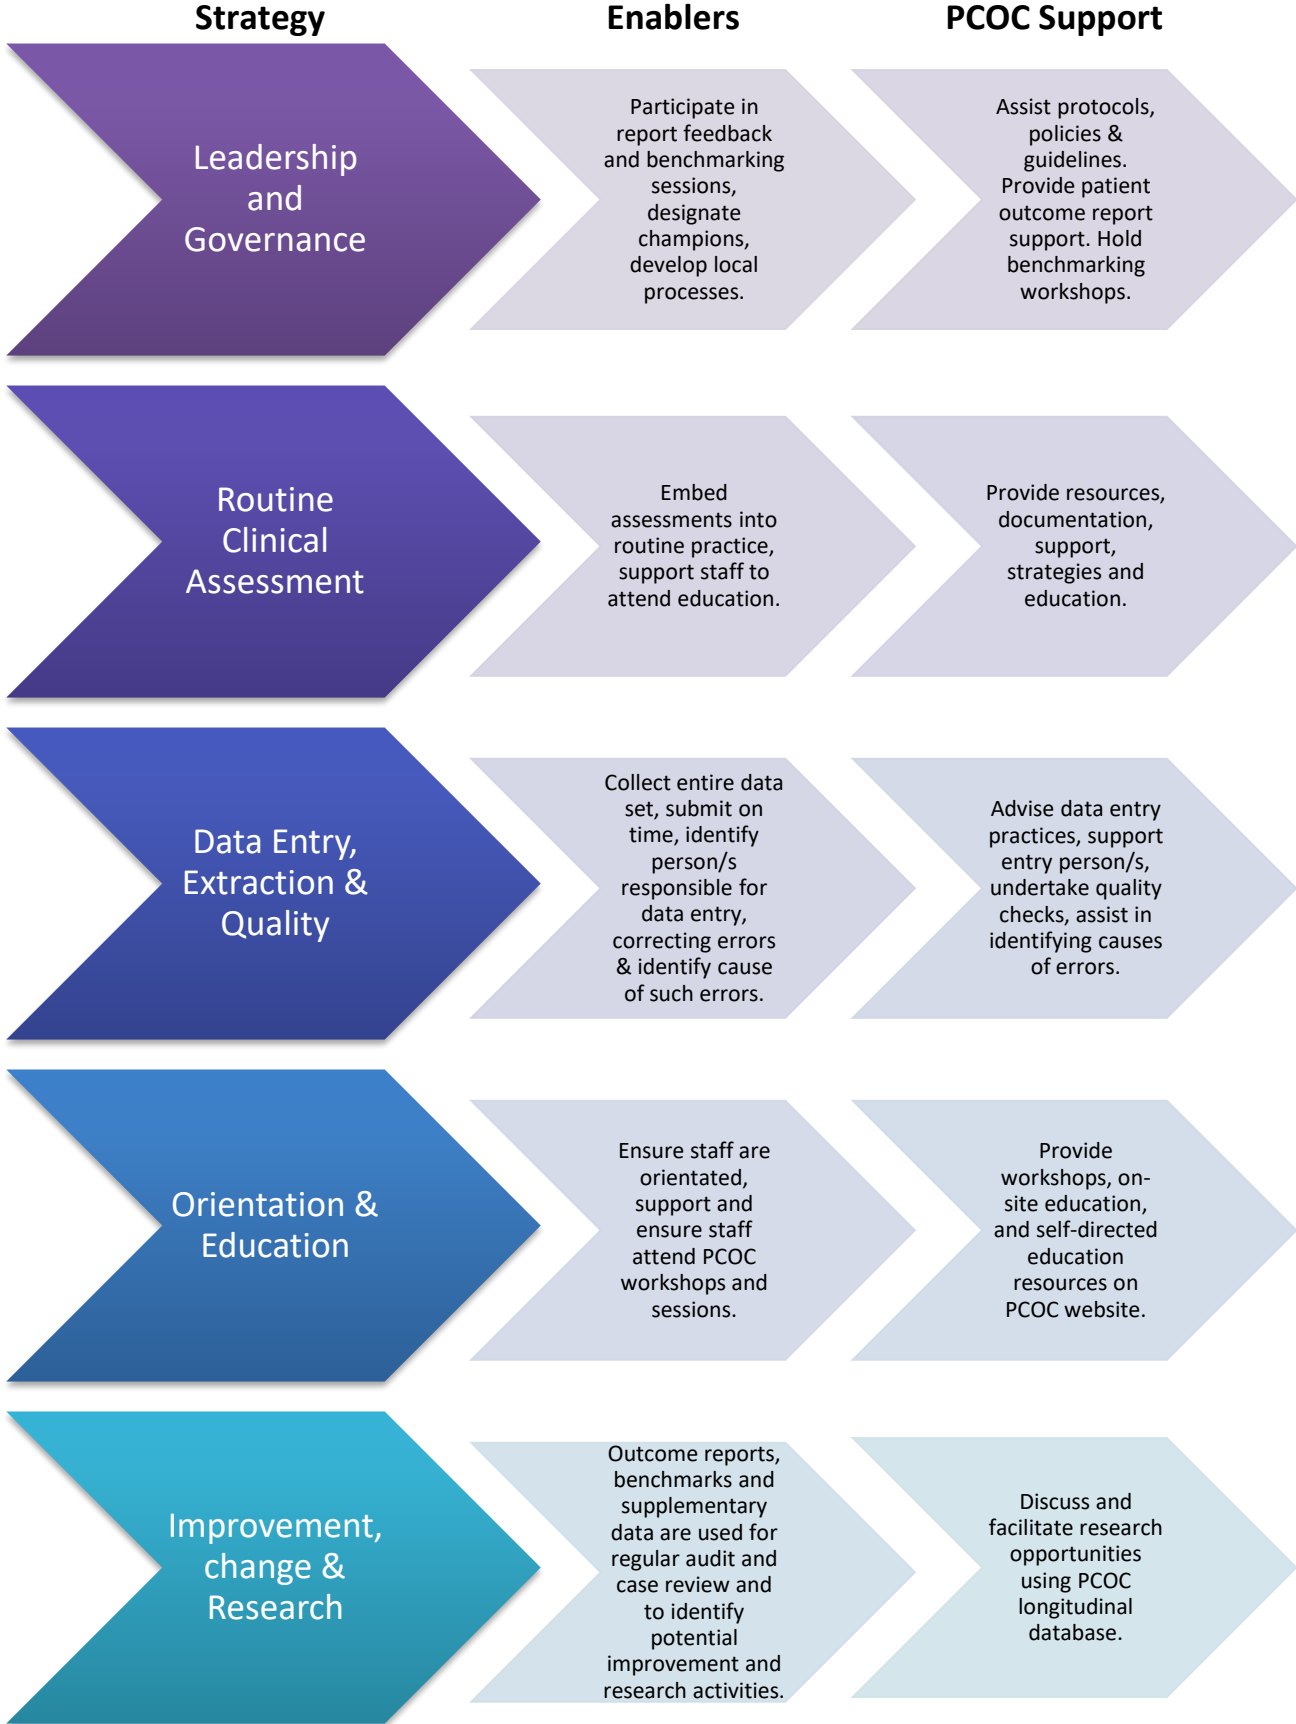 Strategy
Enablers
PCOC Support
Leadership
and
Governance
Participate in
report feedback
and benchmarking
sessions,
designate
champions,
develop local
processes.
Assist protocols,
policies &
guidelines.
Provide patient
outcome report
support. Hold
benchmarking
workshops.
Routine
Clinical
Assessment
Embed
assessments into
routine practice,
support staff to
attend education.
Provide resources,
documentation,
support,
strategies and
education.
Data Entry,
Extraction &
Quality
Collect entire data
set, submit on
time, identify
person/s
responsible for
data entry,
correcting errors
& identify cause
of such errors.
Advise data entry
practices, support
entry person/s,
undertake quality
checks, assist in
identifying causes
of errors.
Orientation &
Education
Ensure staff are
orientated,
support and
ensure staff
attend PCOC
workshops and
sessions.
Provide
workshops, on-
site education,
and self-directed
education
resources on
PCOC website.
Improvement,
change &
Research
Outcome reports,
benchmarks and
supplementary
data are used for
regular audit and
case review and
to identify
potential
improvement and
research activities.
Discuss and
facilitate research
opportunities
using PCOC
longitudinal
database.